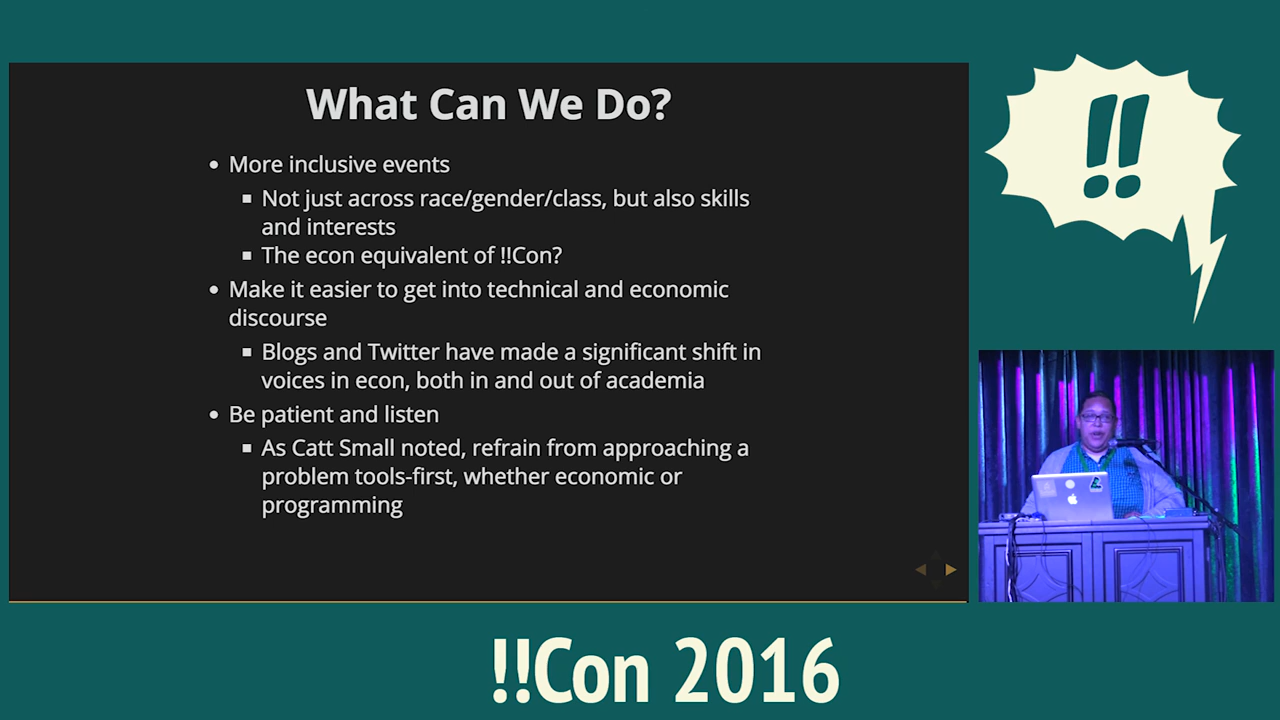 What Can We Do?
More inclusive events
Not just across race/gender/class, but also skills
and interests
The econ equivalent of !!Con?
Make it easier to get into technical and economic
discourse
Blogs and Twitter have made a significant shift in
voices in econ, both in and out of academia
Be patient and listen
As Catt Small noted, refrain from approaching a
problem tools-first, whether economic or
programming
!!
!!Con 2016